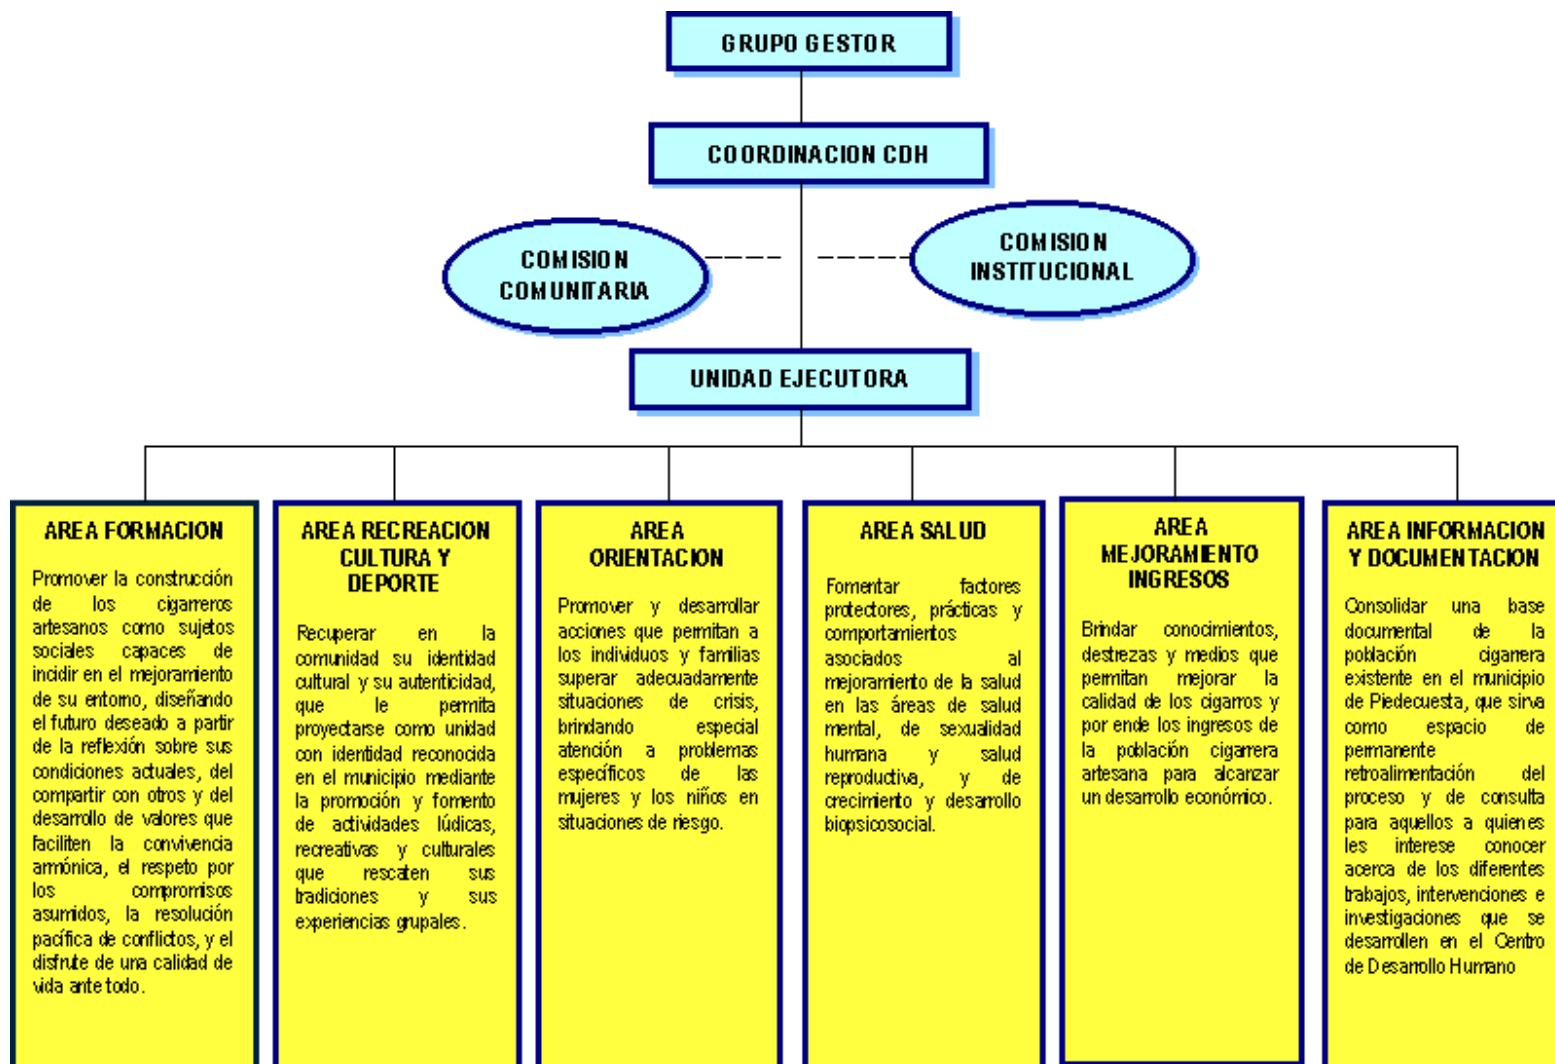 GRUPO GESTOR
COORDINACION CDH
COMISION
COMUNITARIA
COMISION
INSTITUCIONAL
UNIDAD EJECUTORA
AREA FORMACION
Promover la construcción
de los cigarreros
artesanos como sujetos
sociales capaces de
incidir en el mejoramiento
de su entorno, diseñando
el futuro deseado a partir
de la reflexión sobre sus
condiciones actuales, del
compartir con otros y del
desarrollo de valores que
faciliten la convivencia
armónica, el respeto por
los compromisos
asumidos, la resolución
pacífica de conflictos, y el
disfrute de una calidad de
vida ante todo.
AREA RECREACION
CULTURA Y
DEPORTE
Recuperar en la
comunidad su identidad
cultural y su autenticidad,
que le permita
proyectarse como unidad
con identidad reconocida
en el municipio mediante
la promoción y fomento
de actividades lúdicas,
recreativas y culturales
que rescaten sus
tradiciones y sus
experiencias grupales.
AREA
ORIENTACION
Promover y desarrollar
acciones que permitan a
los individuos y familias
superar adecuadamente
situaciones de crisis,
brindando especial
atención a problemas
específicos de las
mujeres y los niños en
situaciones de riesgo.
AREA SALUD
Fomentar factores
protectores, prácticas y
comportamientos
asociados al
mejoramiento de la salud
en las áreas de salud
mental, de sexualidad
humana y salud
reproductiva, y de
crecimiento y desarrollo
biopsicosocial.
AREA
MEJORAMIENTO
INGRESOS
Brindar conocimientos,
destrezas y medios que
permitan mejorar la
calidad de los cigarros y
por ende los ingresos de
la población cigarrera
artesana para alcanzar
un desarrollo económico.
AREA INFORMACION
Y DOCUMENTACION
Consolidar una base
documental de la
población cigarrera
existente en el municipio
de Piedecuesta, que sirva
como espacio de
permanente
retroalimentación del
proceso y de consulta
para aquellos a quienes
les interese conocer
acerca de los diferentes
trabajos, intervenciones e
investigaciones que se
desarrollen en el Centro
de Desarrollo Humano